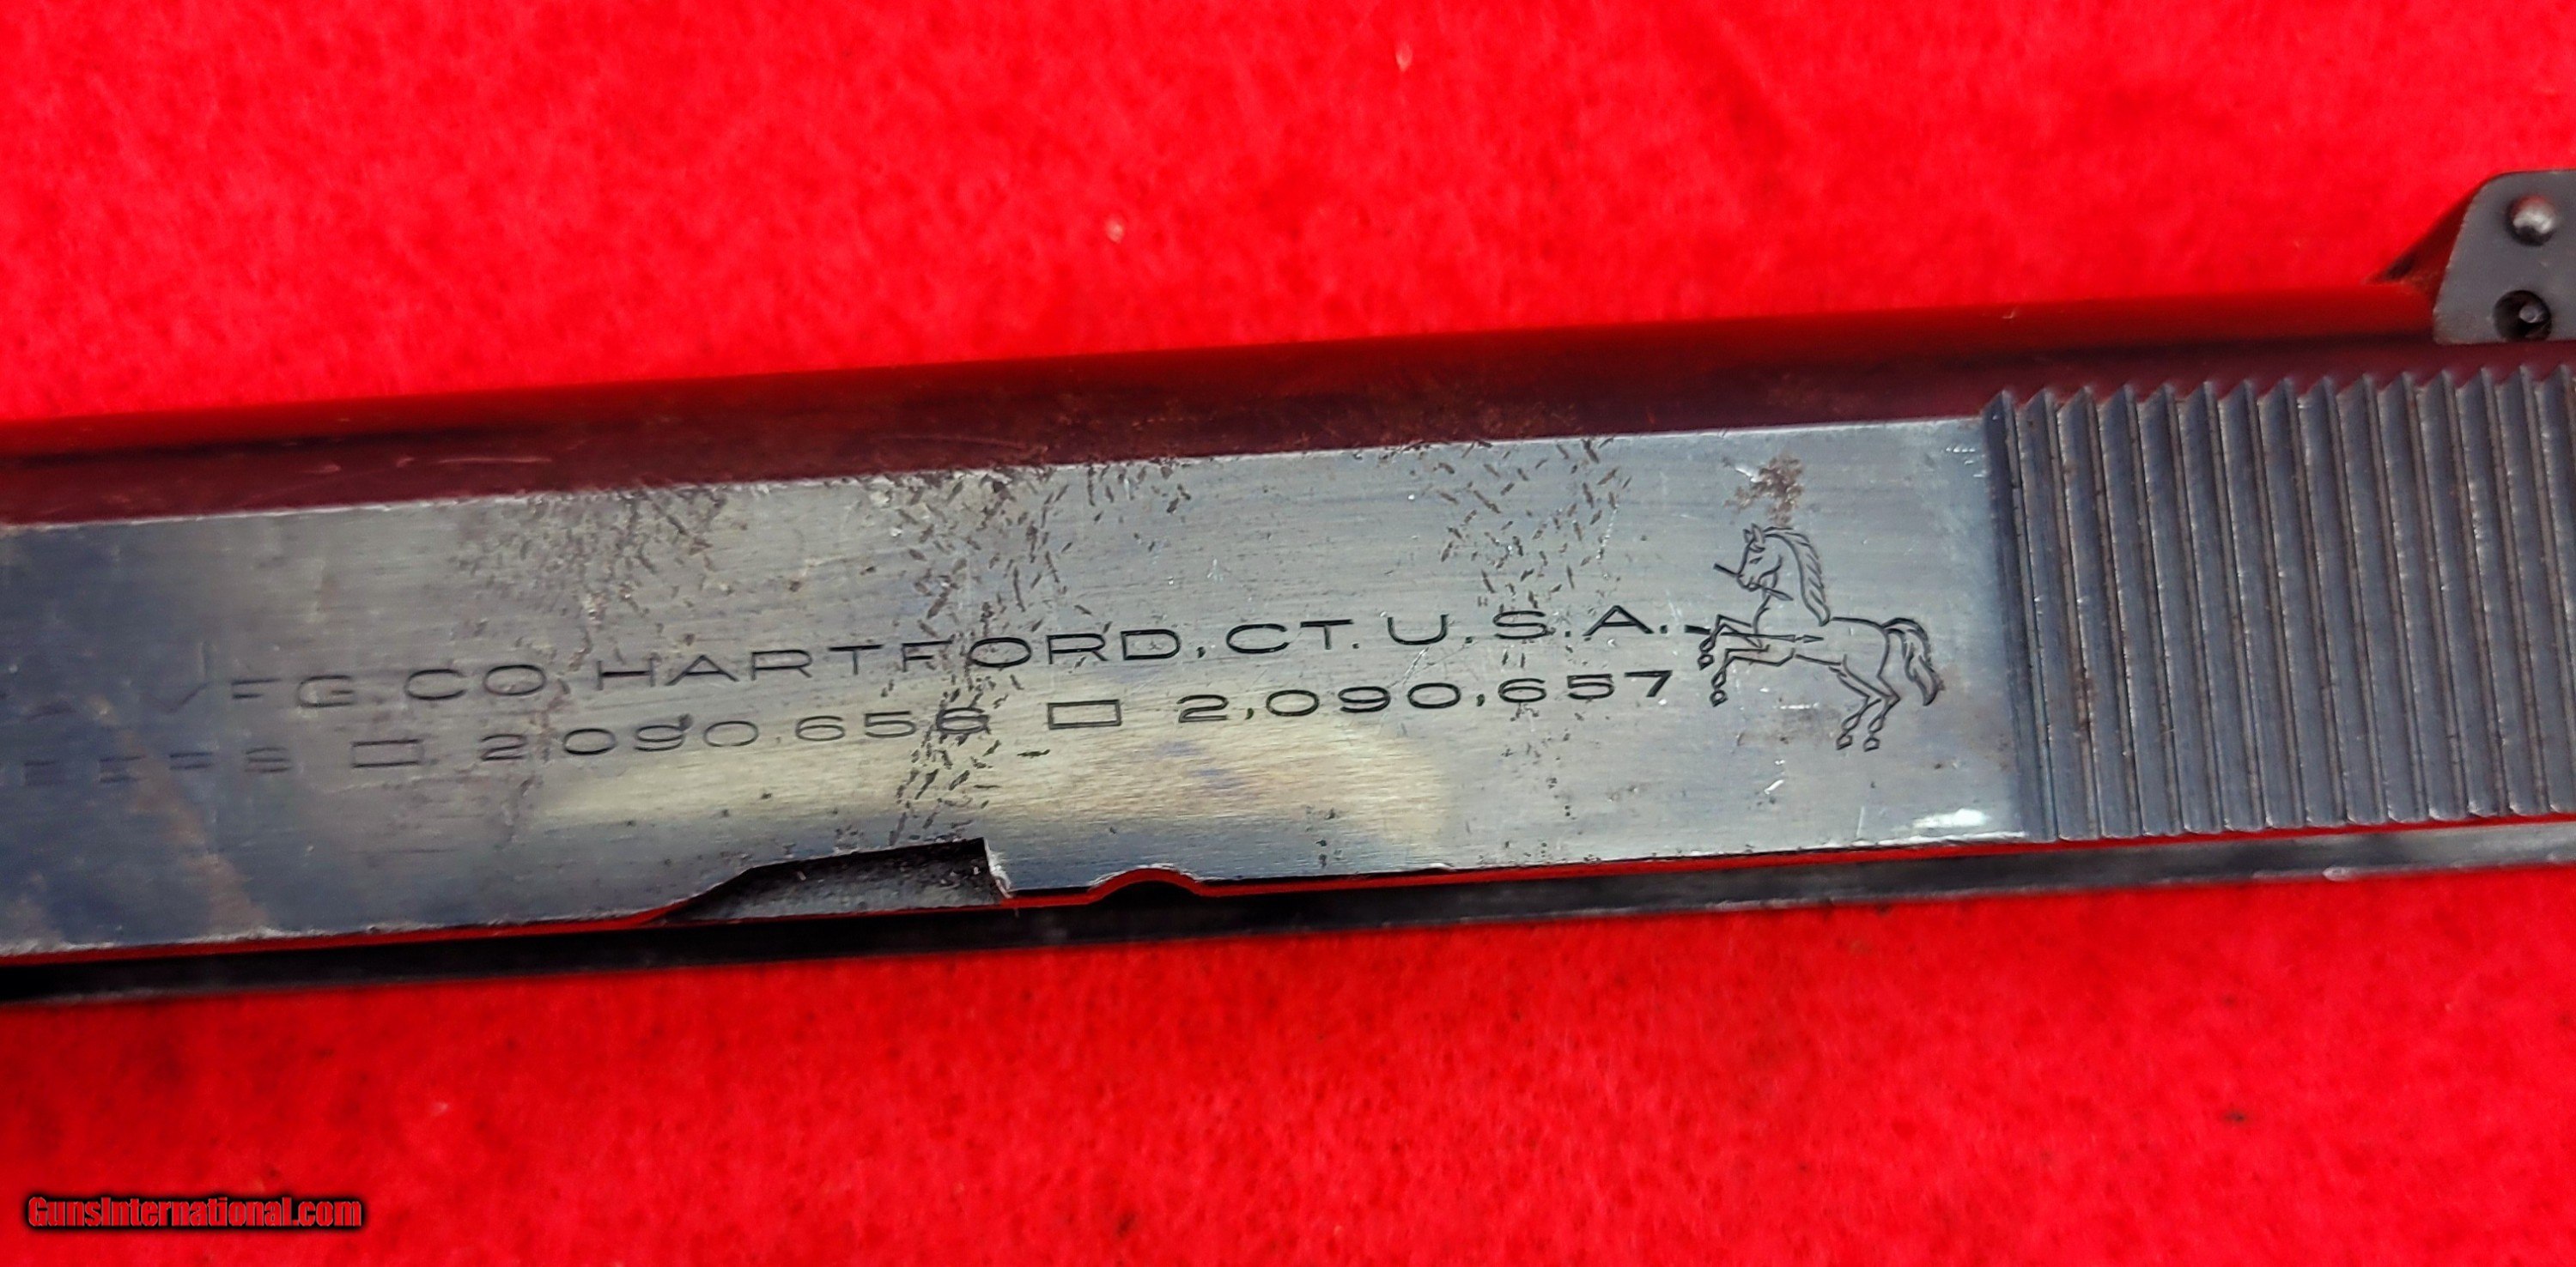 FG.CO.HARTFORD,CT.U.S.A.
2,090,656 □ 2,090,657
GunsInternational.com